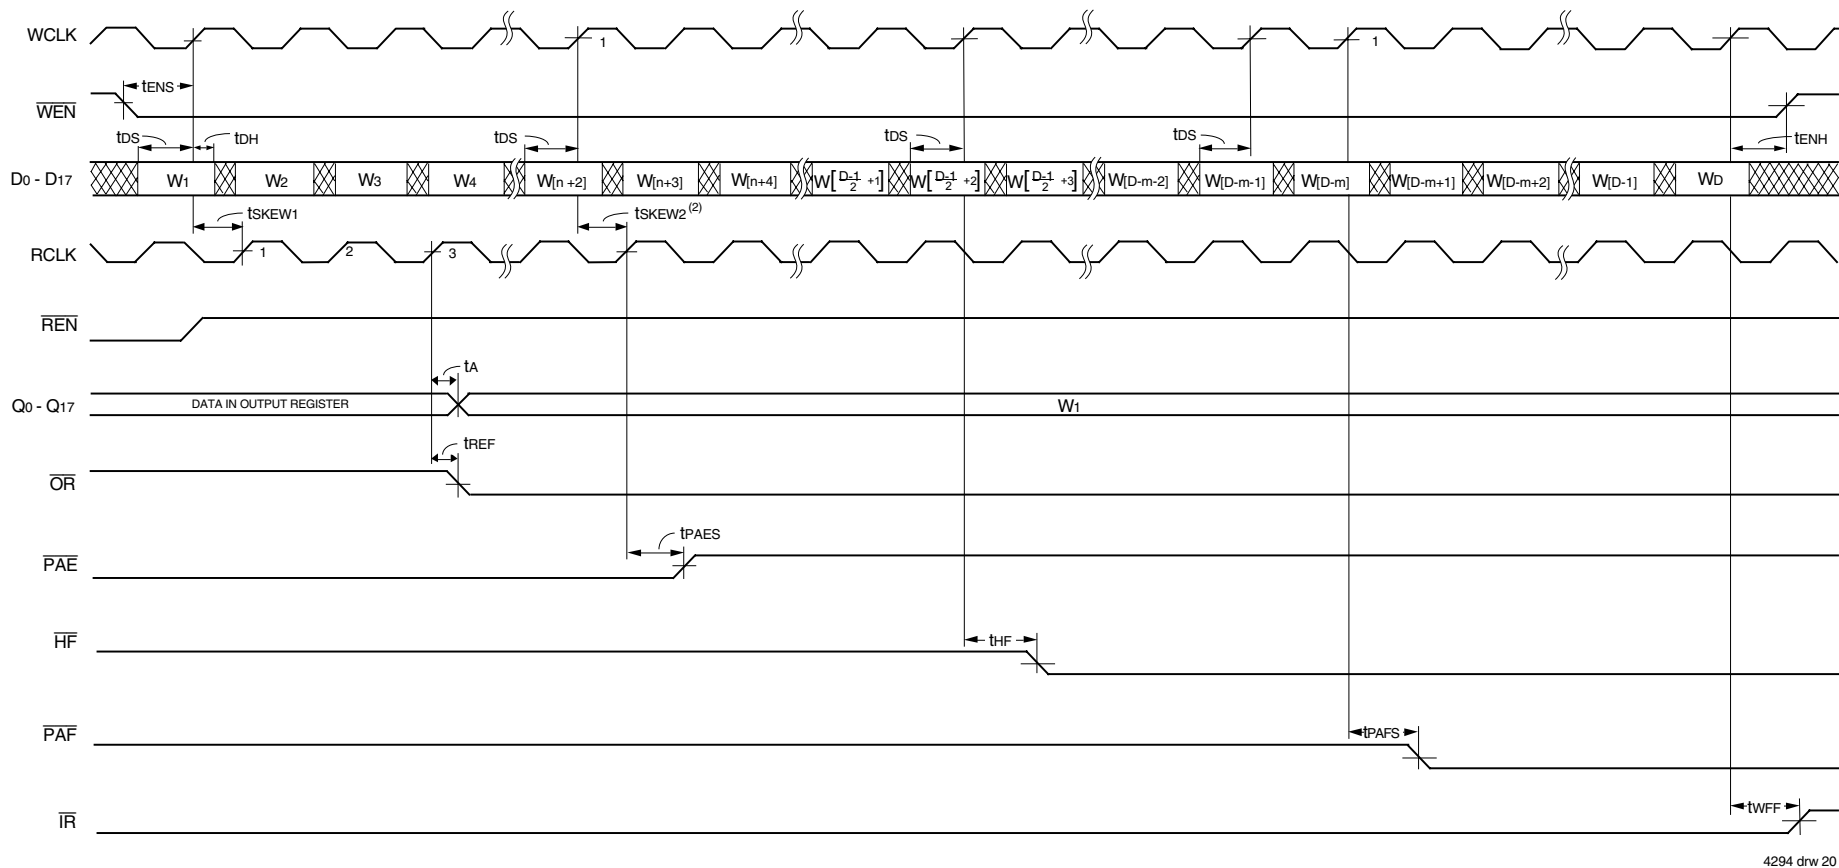 WCLK
1
1
tENS
WEN
tDS
tDH
tDS
tDS
tDS
tENH
D0 - D17
W1
W2
W3
W4
W[n +2]
W[n+3]
W[n+4]
W[D-1/2 +1]
W[D-1/2 +2]
W[D-1/2 +3]
W[D-m-2]
W[D-m-1]
W[D-m]
W[D-m+1]
W[D-m+2]
W[D-1]
WD
tSKEW1
tSKEW2 (2)
RCLK
1
2
3
REN
tA
Q0 - Q17
DATA IN OUTPUT REGISTER
W1
tREF
OR
tPAES
PAE
HF
tHF
PAF
tPAFS
tWFF
IR
4294 drw 20